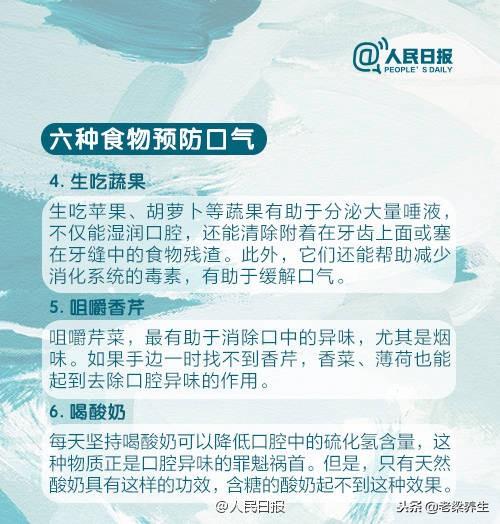 @人民日报
PEOPLE'S DAILY
六种食物预防口气
4. 生吃蔬果
生吃苹果、胡萝卜等蔬果有助于分泌大量唾液，
不仅能湿润口腔，还能清除附着在牙齿上面或塞
在牙缝中的食物残渣。此外，它们还能帮助减少
消化系统的毒素，有助于缓解口气。
5. 咀嚼香芹
咀嚼芹菜，最有助于消除口中的异味，尤其是烟
味。如果手边一时找不到香芹，香菜、薄荷也能
起到去除口腔异味的作用。
6. 喝酸奶
每天坚持喝酸奶可以降低口腔中的硫化氢含量，这
种物质正是口腔异味的罪魁祸首。但是，只有天然
酸奶具有这样的功效，含糖的酸奶起不到这种效果。
@人民日报
头条@老梁养生